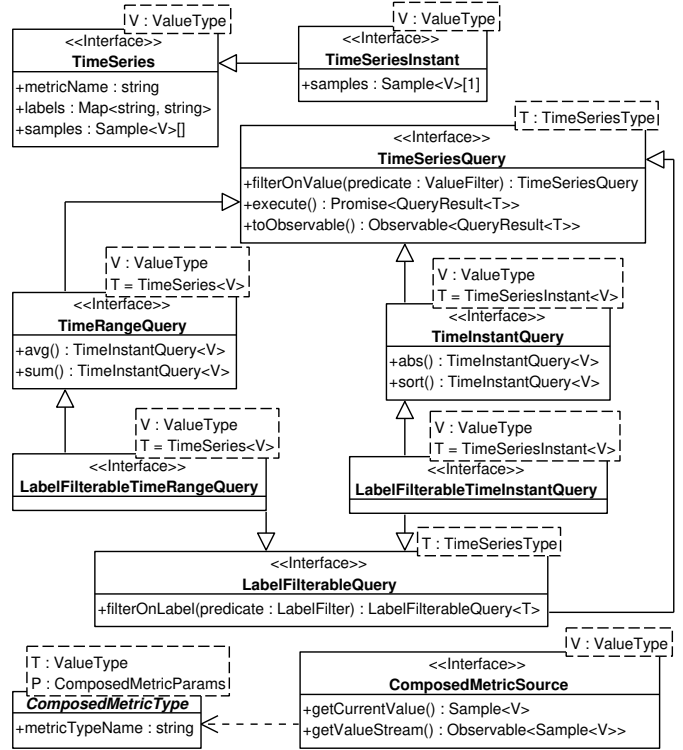 V : ValueType
<<Interface>>
TimeSeries
+metricName : string
+labels : Map<string, string>
+samples : Sample<V>[]
V : ValueType
<<Interface>>
TimeSeriesInstant
+samples : Sample<V>[1]
T : TimeSeriesType
<<Interface>>
TimeSeriesQuery
+filterOnValue(predicate : ValueFilter) : TimeSeriesQuery
+execute() : Promise<QueryResult<T>>
+toObservable() : Observable<QueryResult<T>>
V : ValueType
T = TimeSeries<V>
<<Interface>>
TimeRangeQuery
+avg() : TimeInstantQuery<V>
+sum() : TimeInstantQuery<V>
V : ValueType
T = TimeSeriesInstant<V>
<<Interface>>
TimeInstantQuery
+abs() : TimeInstantQuery<V>
+sort() : TimeInstantQuery<V>
V : ValueType
T = TimeSeries<V>
<<Interface>>
LabelFilterableTimeRangeQuery
V : ValueType
T = TimeSeriesInstant<V>
<<Interface>>
LabelFilterableTimeInstantQuery
T : TimeSeriesType
<<Interface>>
LabelFilterableQuery
+filterOnLabel(predicate : LabelFilter) : LabelFilterableQuery<T>
T : ValueType
P : ComposedMetricParams
ComposedMetricType
+metricTypeName : string
V : ValueType
<<Interface>>
ComposedMetricSource
+getCurrentValue() : Sample<V>
+getValueStream() : Observable<Sample<V>>